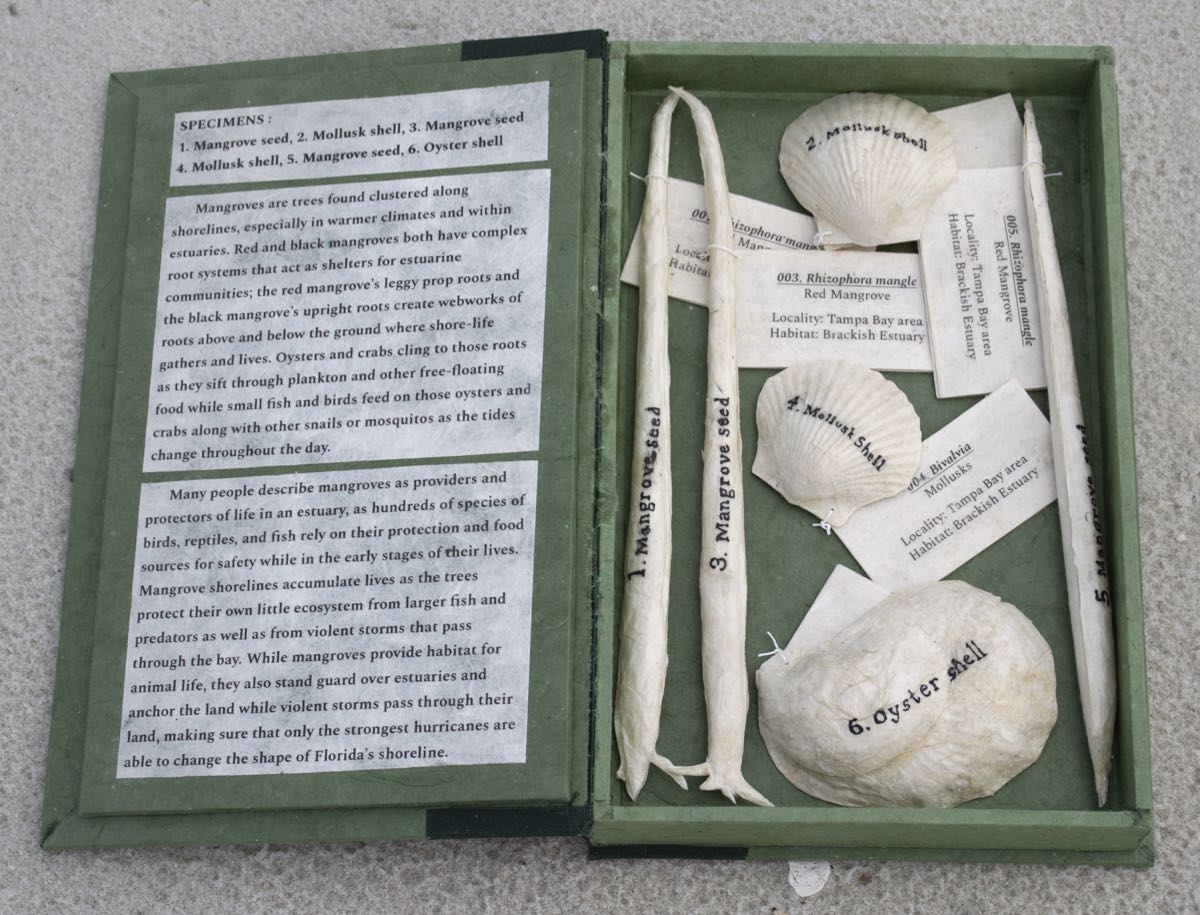 SPECIMENS :
1. Mangrove seed, 2. Mollusk shell, 3. Mangrove seed
4. Mollusk shell, 5. Mangrove seed, 6. Oyster shell
Mangroves are trees found clustered along
shorelines, especially in warmer climates and within
estuaries. Red and black mangroves both have complex
root systems that act as shelters for estuarine
communities; the red mangrove's leggy prop roots and
the black mangrove's upright roots create webworks of
roots above and below the ground where shore-life
gathers and lives. Oysters and crabs cling to those roots
as they sift through plankton and other free-floating
food while small fish and birds feed on those oysters and
crabs along with other snails or mosquitos as the tides
change throughout the day.
Many people describe mangroves as providers and
protectors of life in an estuary, as hundreds of species of
birds, reptiles, and fish rely on their protection and food
sources for safety while in the early stages of their lives.
Mangrove shorelines accumulate lives as the trees
protect their own little ecosystem from larger fish and
predators as well as from violent storms that pass
through the bay. While mangroves provide habitat for
animal life, they also stand guard over estuaries and
anchor the land while violent storms pass through their
land, making sure that only the strongest hurricanes are
able to change the shape of Florida's shoreline.
1. Mangrove seed
3. Mangrove seed
2. Mollusk shell
003. Rhizophora mangle
Red Mangrove
Locality: Tampa Bay area
Habitat: Brackish Estuary
005. Rhizophora mangle
Red Mangrove
Locality: Tampa Bay area
Habitat: Brackish Estuary
4. Mollusk Shell
004. Bivalvia
Mollusks
Locality: Tampa Bay area
Habitat: Brackish Estuary
6. Oyster shell
5. Mangrove seed